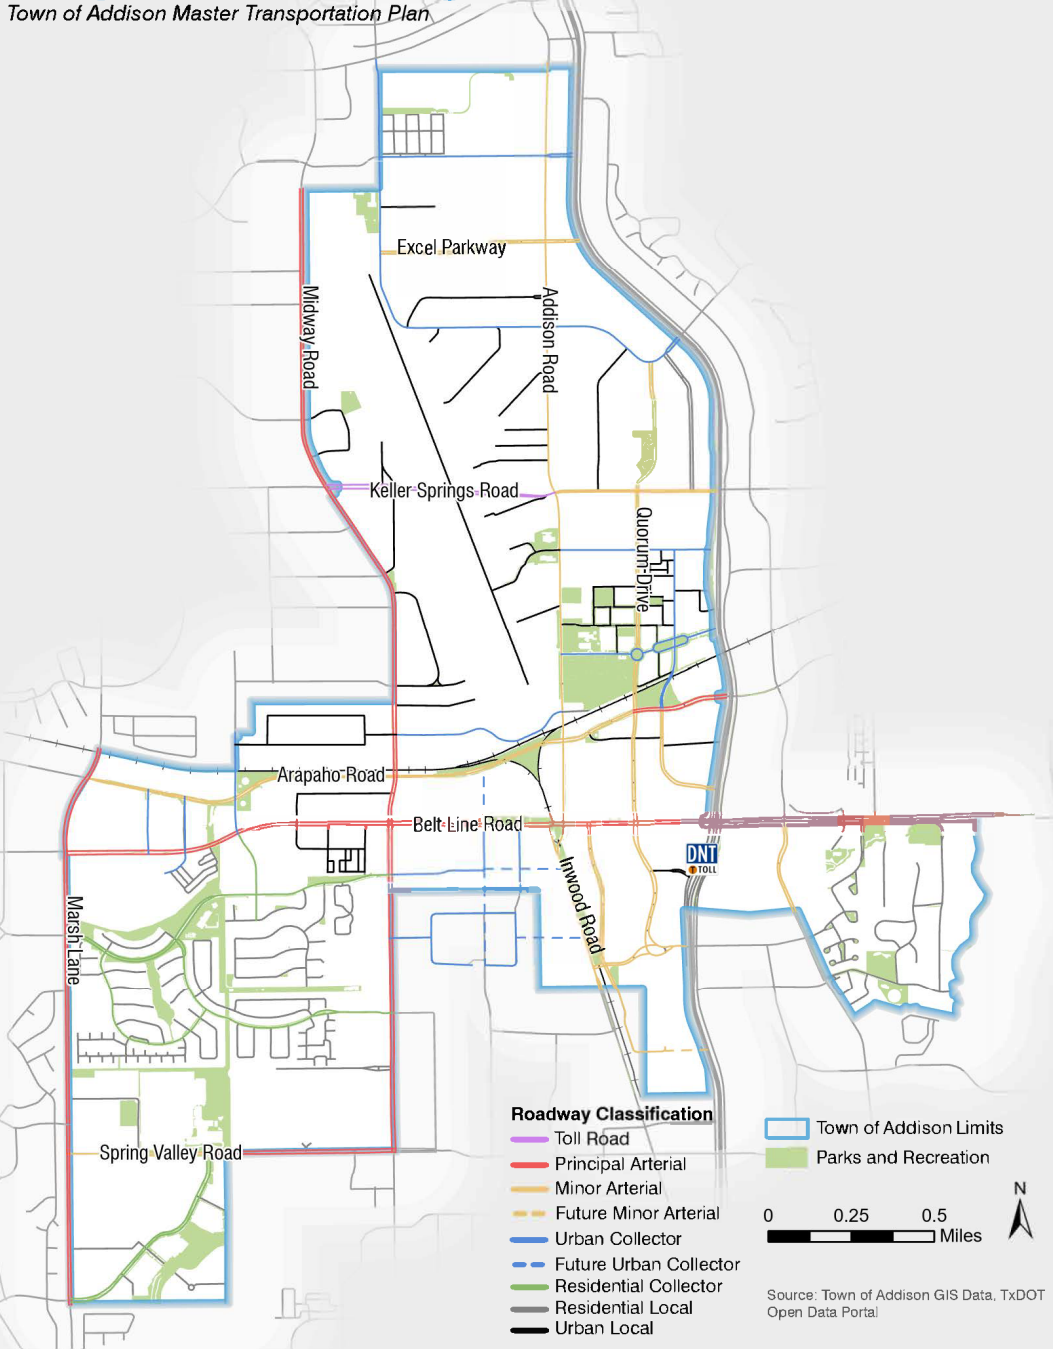 Town of Addison Master Transportation Plan
Excel Parkway
Midway Road
Addison Road
Keller Springs Road
Quorum Drive
Arapaho Road
Belt Line Road
DNT
TOLL
Inwood Road
Marsh Lane
Spring Valley Road
Roadway Classification
Toll Road
Principal Arterial
Minor Arterial
Future Minor Arterial
Urban Collector
Future Urban Collector
Residential Collector
Residential Local
Urban Local
Town of Addison Limits
Parks and Recreation
N
0 0.25 0.5
Miles
Source: Town of Addison GIS Data, TxDOT
Open Data Portal